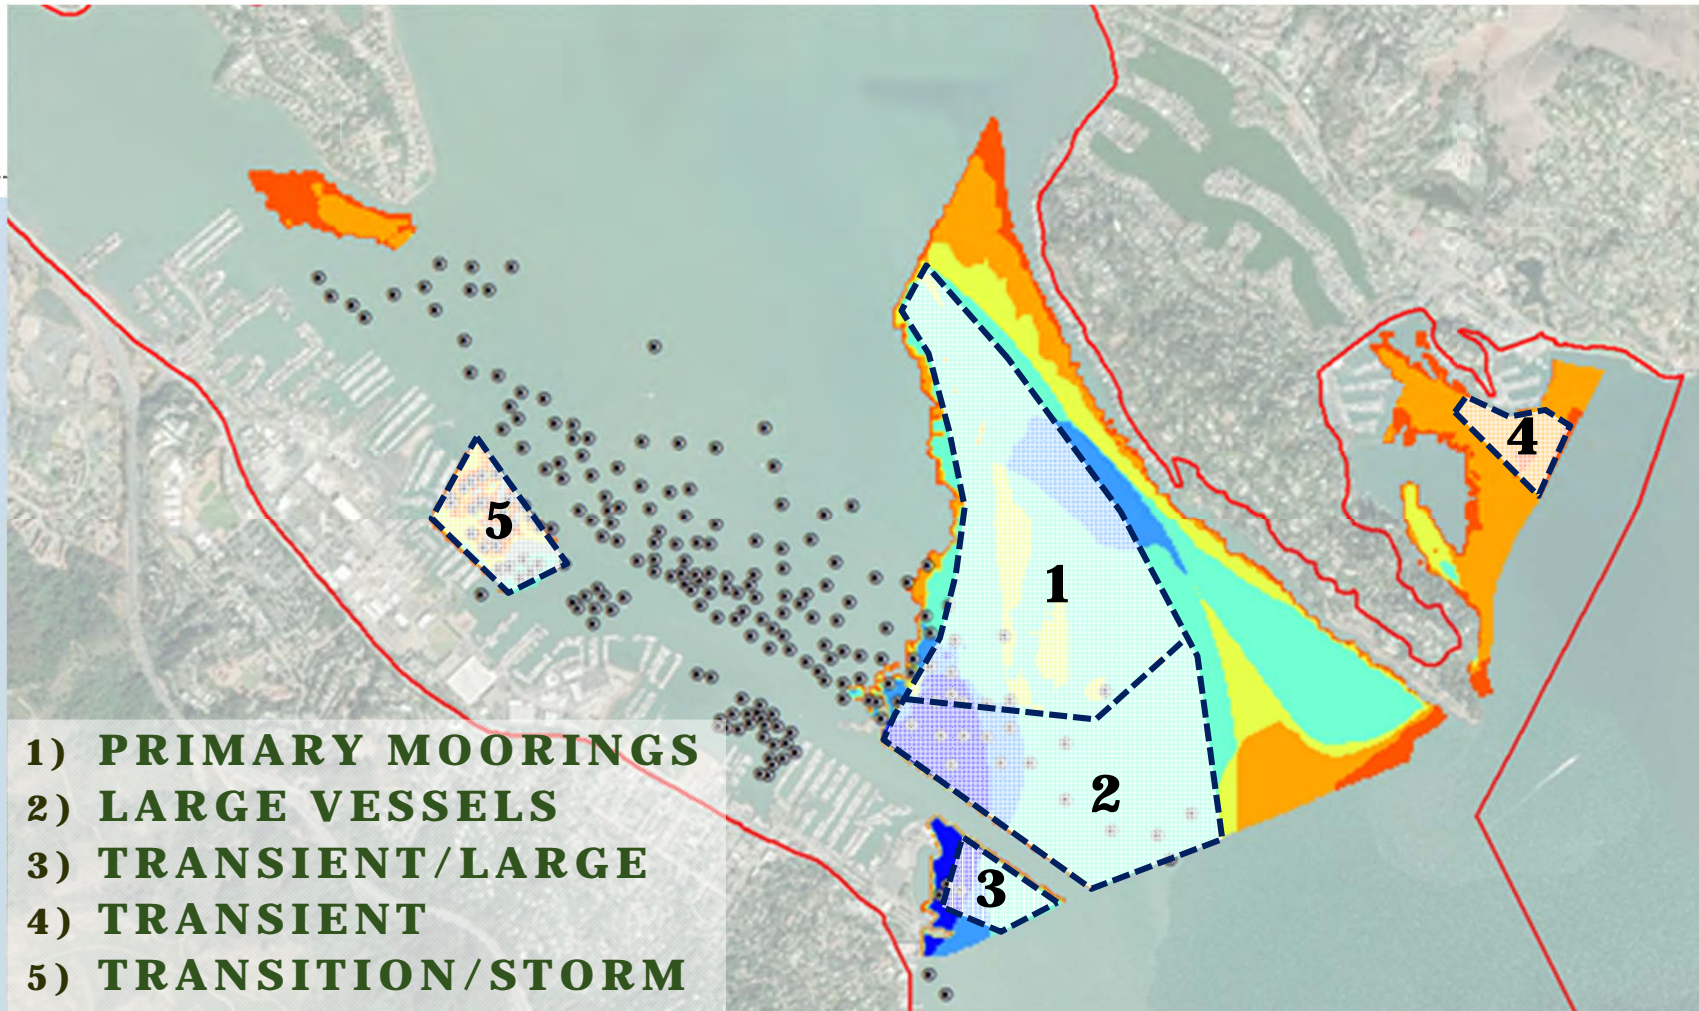 1
2
3
4
5
1) PRIMARY MOORINGS
2) LARGE VESSELS
3) TRANSIENT/LARGE
4) TRANSIENT
5) TRANSITION/STORM